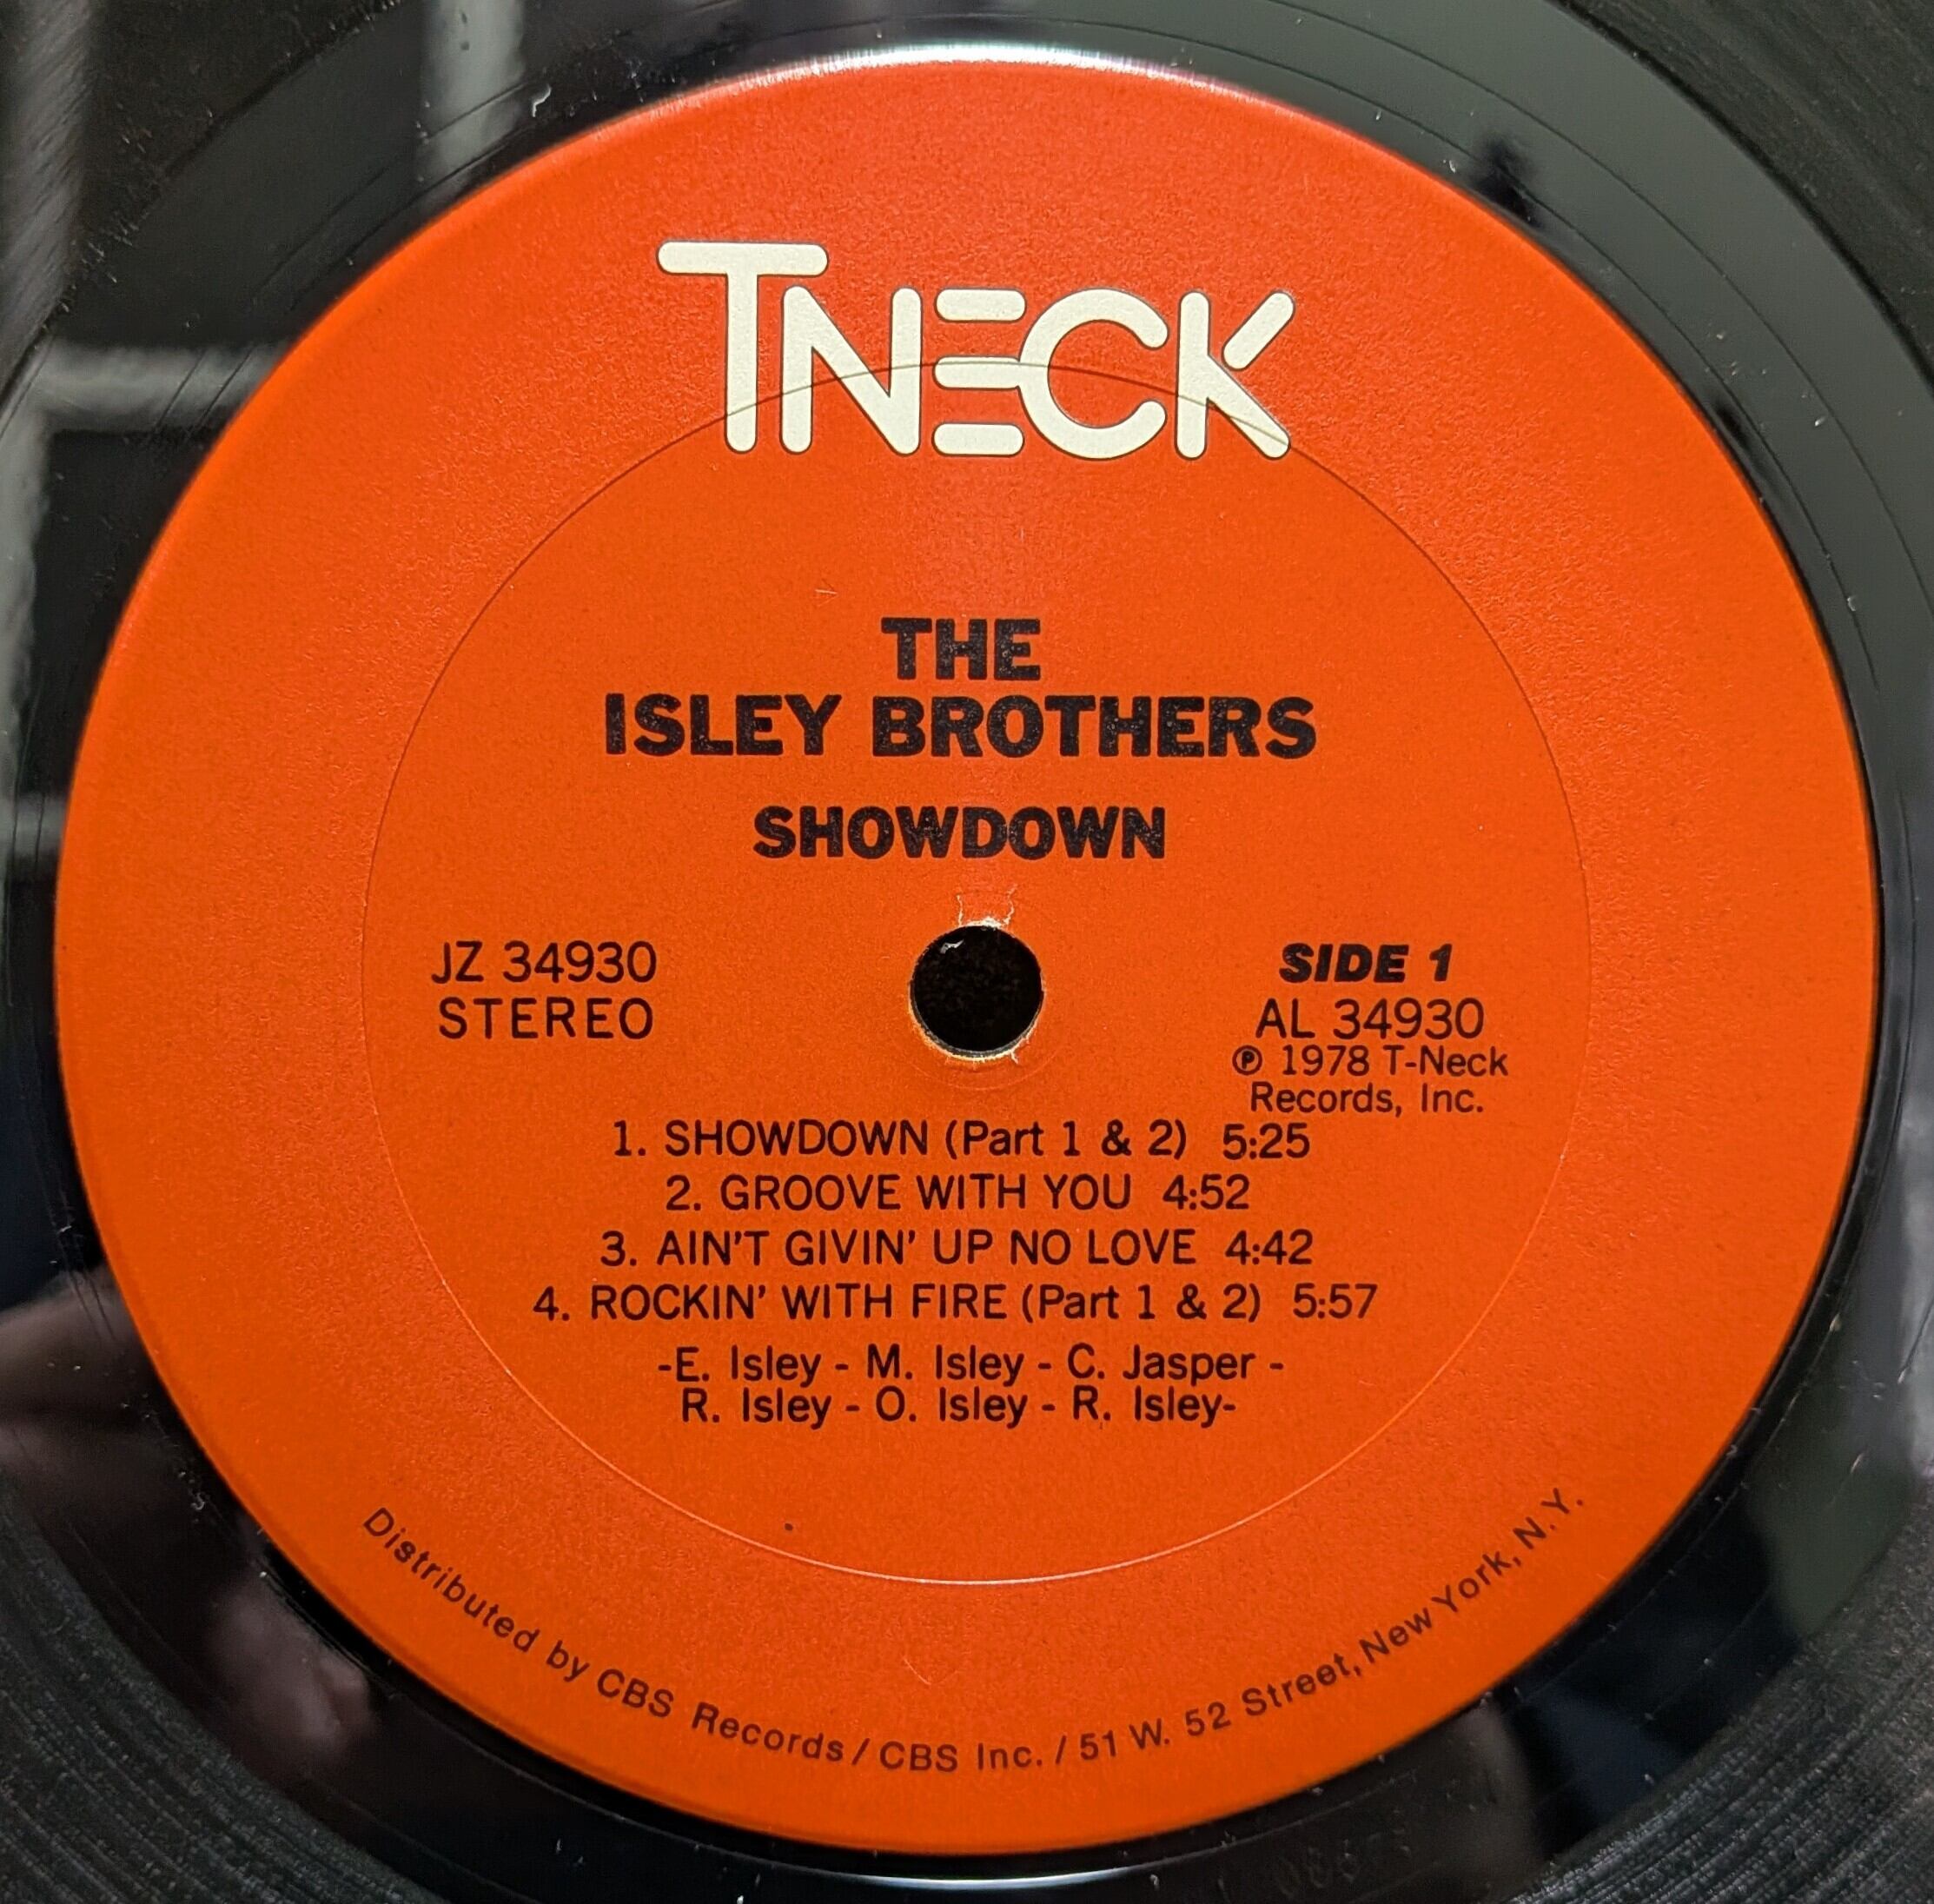 TNECK
THE
ISLEY BROTHERS
SHOWDOWN
JZ 34930
STEREO
SIDE 1
AL 34930
℗ 1978 T-Neck
Records, Inc.
1. SHOWDOWN (Part 1 & 2) 5:25
2. GROOVE WITH YOU 4:52
3. AIN'T GIVIN' UP NO LOVE 4:42
4. ROCKIN' WITH FIRE (Part 1 & 2) 5:57
-E. Isley - M. Isley - C. Jasper -
R. Isley - O. Isley - R. Isley-
Distributed by CBS Records / CBS Inc. / 51 W. 52 Street, New York, N.Y.